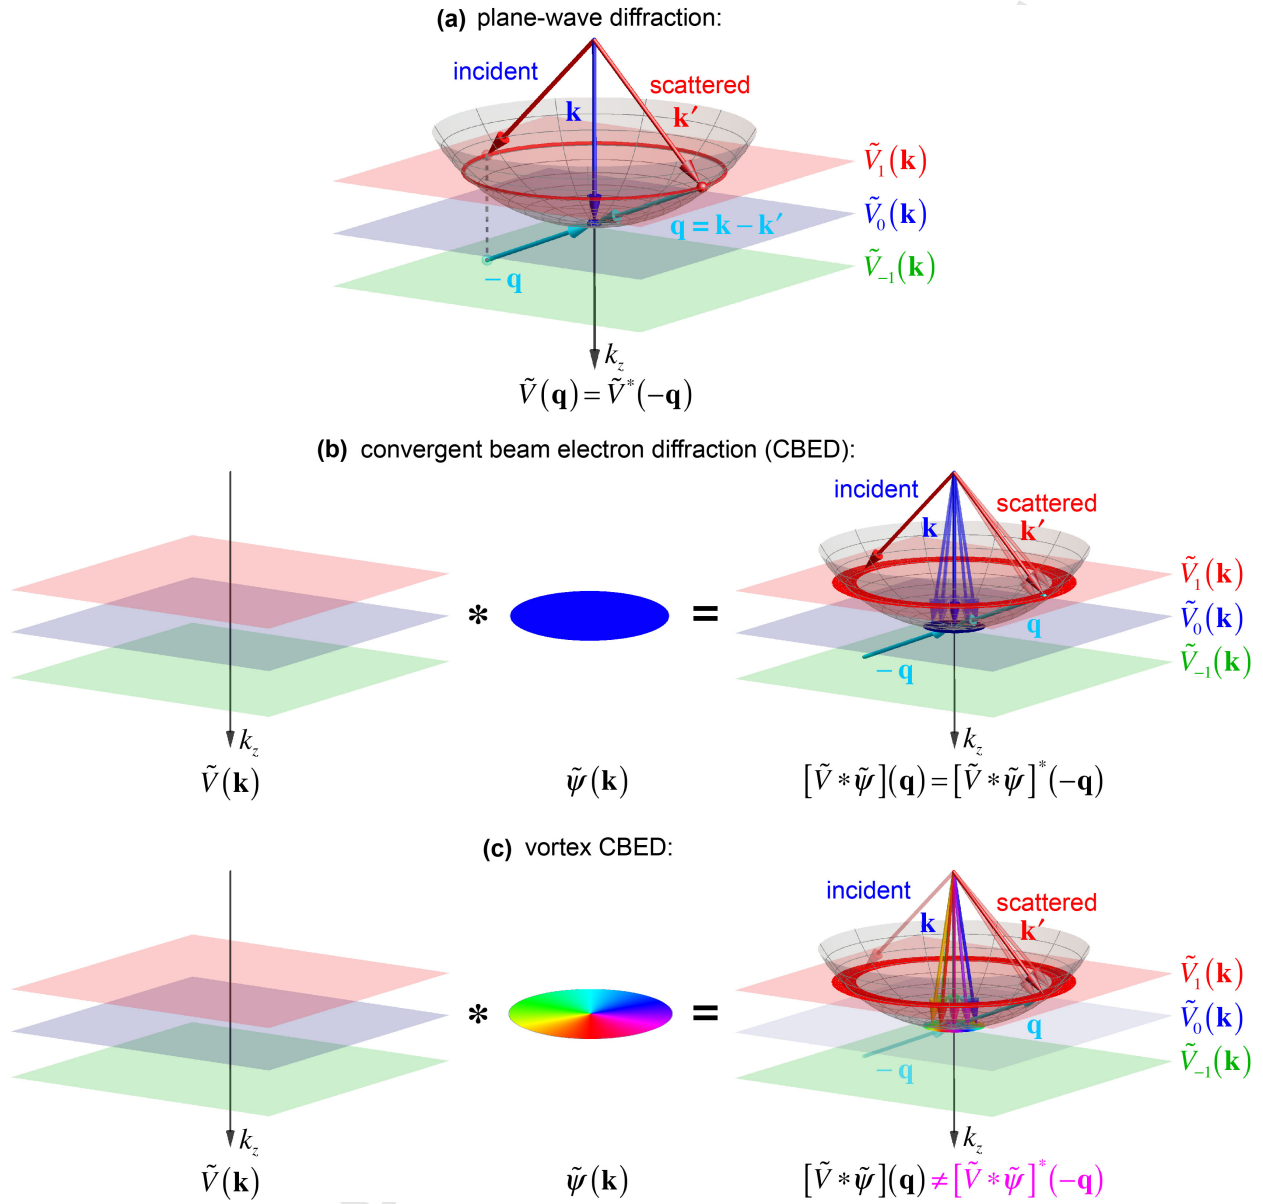 (a) plane-wave diffraction:
incident
scattered
k
k′
Ṽ₁(k)
Ṽ₀(k)
q = k − k′
Ṽ₋₁(k)
− q
k_z
Ṽ(q) = Ṽ*(−q)
(b) convergent beam electron diffraction (CBED):
incident
scattered
k
k′
Ṽ₁(k)
* =
Ṽ₀(k)
q
Ṽ₋₁(k)
− q
k_z
k_z
Ṽ(k) ψ̃(k) [Ṽ * ψ̃](q) = [Ṽ * ψ̃]*(−q)
(c) vortex CBED:
incident
scattered
k
k′
Ṽ₁(k)
* =
Ṽ₀(k)
q
Ṽ₋₁(k)
− q
k_z
k_z
Ṽ(k) ψ̃(k) [Ṽ * ψ̃](q) ≠ [Ṽ * ψ̃]*(−q)